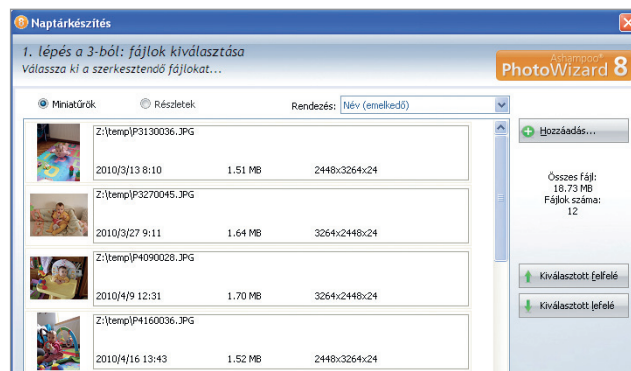 8 Naptárkészítés
1. lépés a 3-ból: fájlok kiválasztása
Válassza ki a szerkesztendő fájlokat...
Ashampoo®
PhotoWizard 8
Miniatűrök Részletek Rendezés: Név (emelkedő)
Z:\temp\P3130036.JPG
2010/3/13 8:10 1.51 MB 2448x3264x24
Z:\temp\P3270045.JPG
2010/3/27 9:11 1.64 MB 3264x2448x24
Z:\temp\P4090028.JPG
2010/4/9 12:31 1.70 MB 3264x2448x24
Z:\temp\P4160036.JPG
2010/4/16 13:43 1.52 MB 2448x3264x24
Hozzáadás...
Összes fájl:
18.73 MB
Fájlok száma:
12
Kiválasztott felfelé
Kiválasztott lefelé